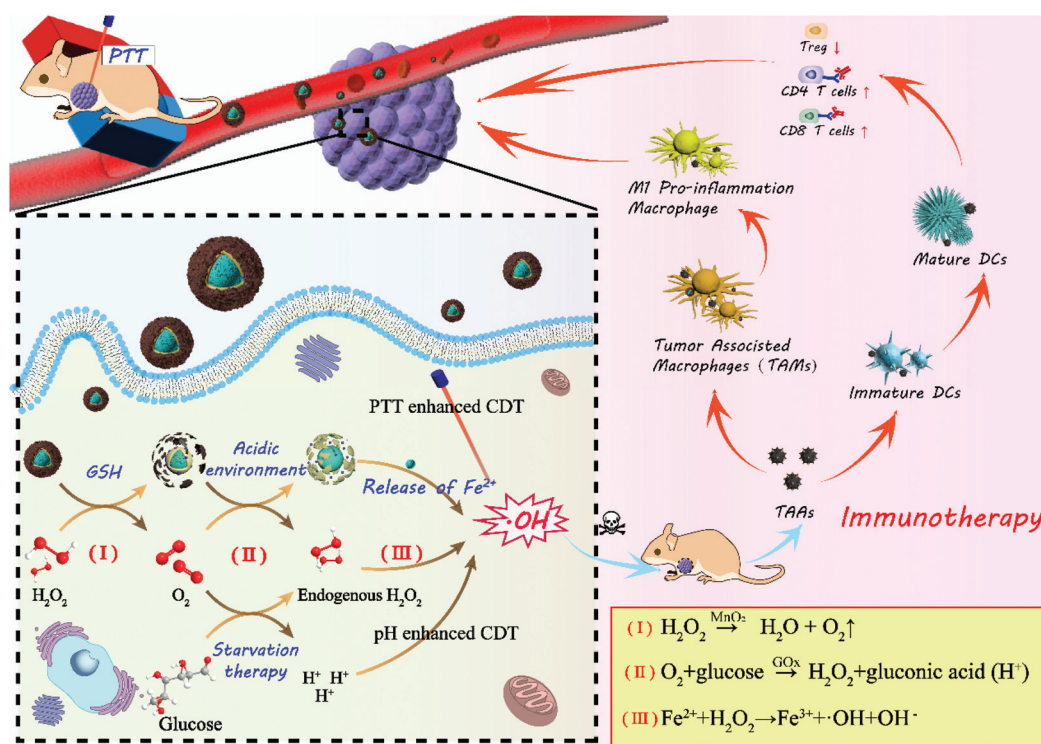 PTT
Treg ↓
CD4 T cells ↑
CD8 T cells ↑
M1 Pro-inflammation
Macrophage
Mature DCs
Tumor Associsted
Macrophages (TAMs)
Immature DCs
TAAs
Immunotherapy
PTT enhanced CDT
GSH
Acidic
environment
Release of Fe²⁺
·OH
(I)
(II)
(III)
H₂O₂
O₂
Endogenous H₂O₂
pH enhanced CDT
Starvation
therapy
H⁺ H⁺
H⁺
Glucose
(I) H₂O₂ →(MnO₂) H₂O + O₂↑
(II) O₂+glucose →(GOx) H₂O₂+gluconic acid (H⁺)
(III) Fe²⁺+H₂O₂→Fe³⁺+·OH+OH⁻